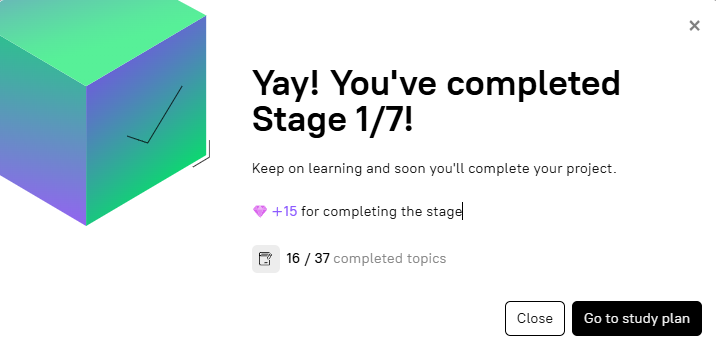 Yay! You've completed
Stage 1/7!
Keep on learning and soon you'll complete your project.
+15 for completing the stage
16 / 37 completed topics
Close
Go to study plan